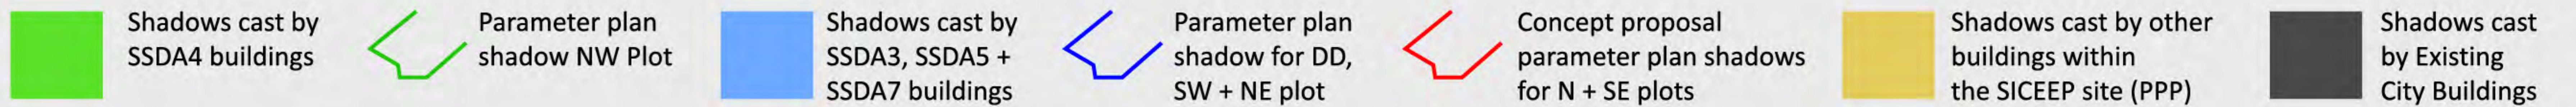 Shadows cast by
SSDA4 buildings
Parameter plan
shadow NW Plot
Shadows cast by
SSDA3, SSDA5 +
SSDA7 buildings
Parameter plan
shadow for DD,
SW + NE plot
Concept proposal
parameter plan shadows
for N + SE plots
Shadows cast by other
buildings within
the SICEEP site (PPP)
Shadows cast
by Existing
City Buildings